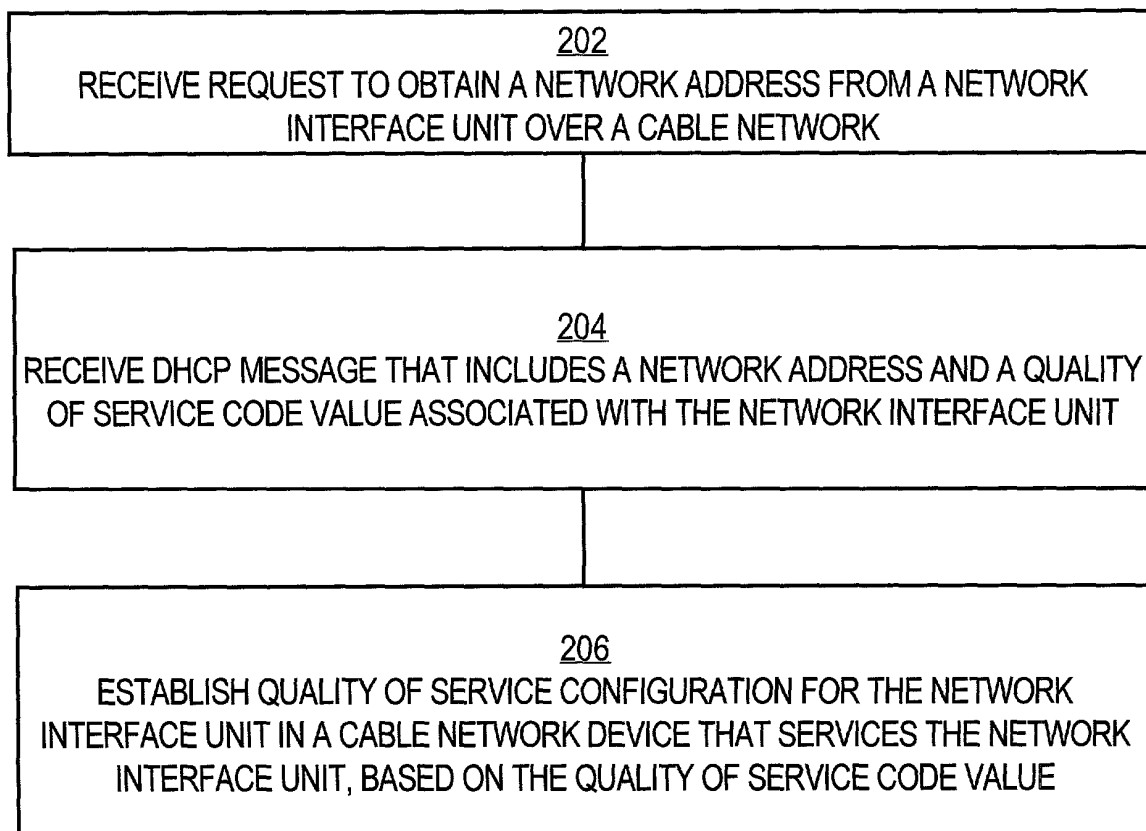 202
RECEIVE REQUEST TO OBTAIN A NETWORK ADDRESS FROM A NETWORK
INTERFACE UNIT OVER A CABLE NETWORK
204
RECEIVE DHCP MESSAGE THAT INCLUDES A NETWORK ADDRESS AND A QUALITY
OF SERVICE CODE VALUE ASSOCIATED WITH THE NETWORK INTERFACE UNIT
206
ESTABLISH QUALITY OF SERVICE CONFIGURATION FOR THE NETWORK
INTERFACE UNIT IN A CABLE NETWORK DEVICE THAT SERVICES THE NETWORK
INTERFACE UNIT, BASED ON THE QUALITY OF SERVICE CODE VALUE